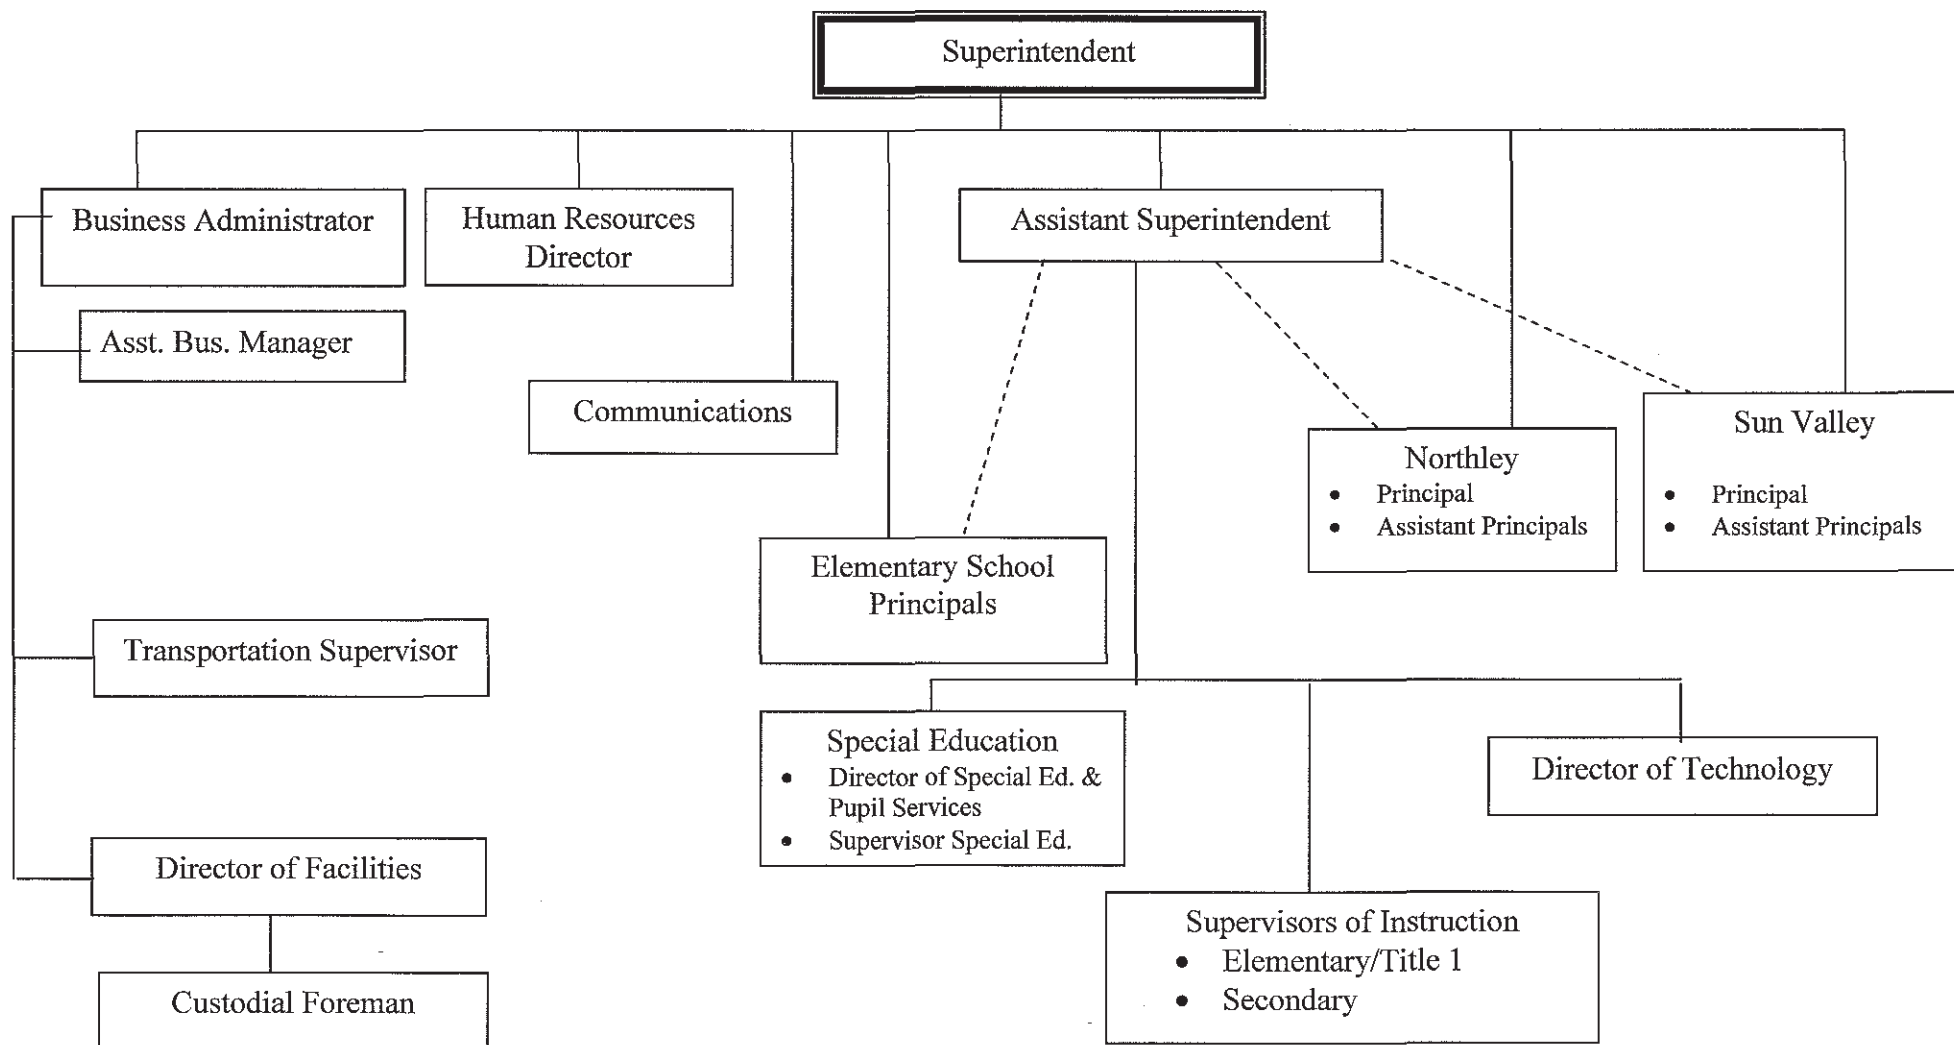 Superintendent
Business Administrator
Human Resources
Director
Assistant Superintendent
Asst. Bus. Manager
Communications
Sun Valley
• Principal
• Assistant Principals
Northley
• Principal
• Assistant Principals
Elementary School
Principals
Transportation Supervisor
Special Education
• Director of Special Ed. &
Pupil Services
• Supervisor Special Ed.
Director of Technology
Director of Facilities
Supervisors of Instruction
• Elementary/Title 1
• Secondary
Custodial Foreman